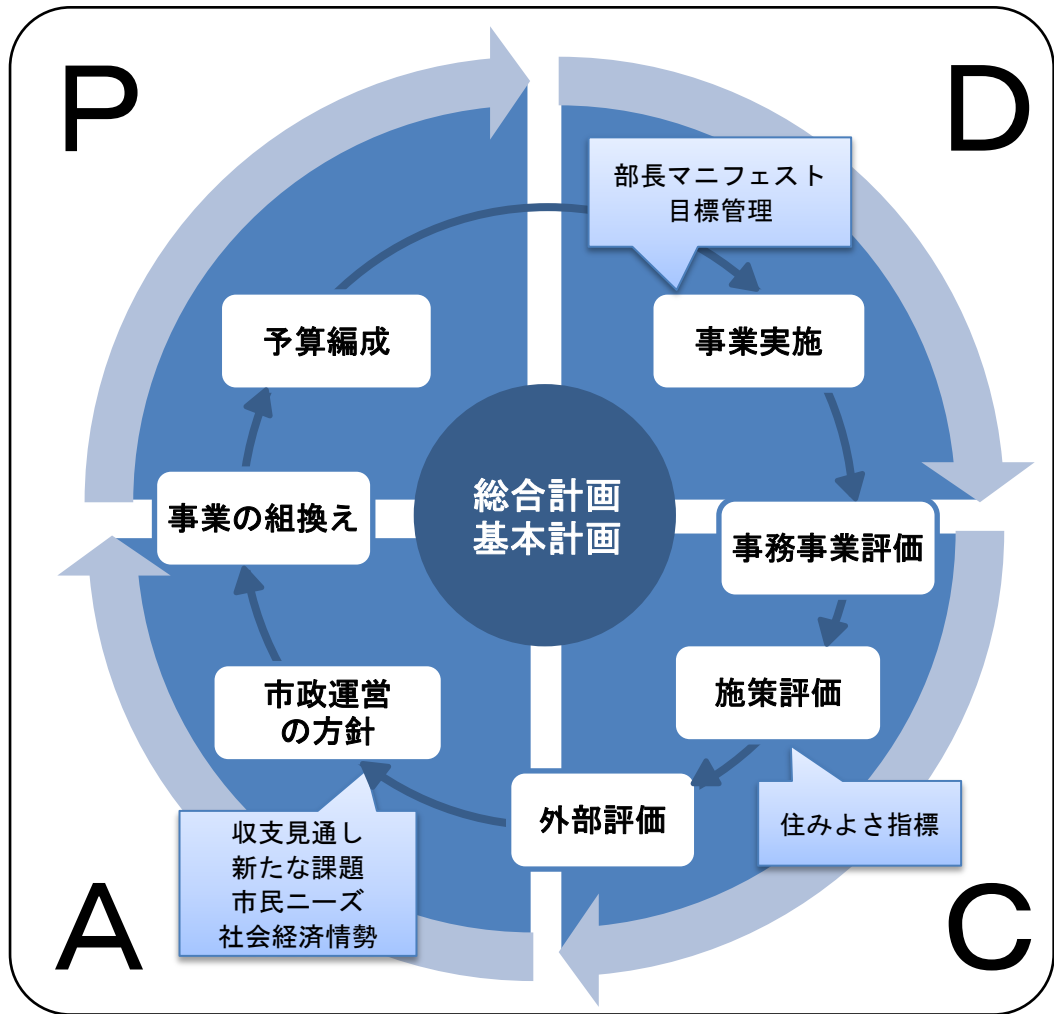 P
D
部長マニフェスト
目標管理
予算編成
事業実施
総合計画
基本計画
事業の組換え
事務事業評価
市政運営
の方針
施策評価
外部評価
住みよさ指標
収支見通し
新たな課題
市民ニーズ
社会経済情勢
A
C